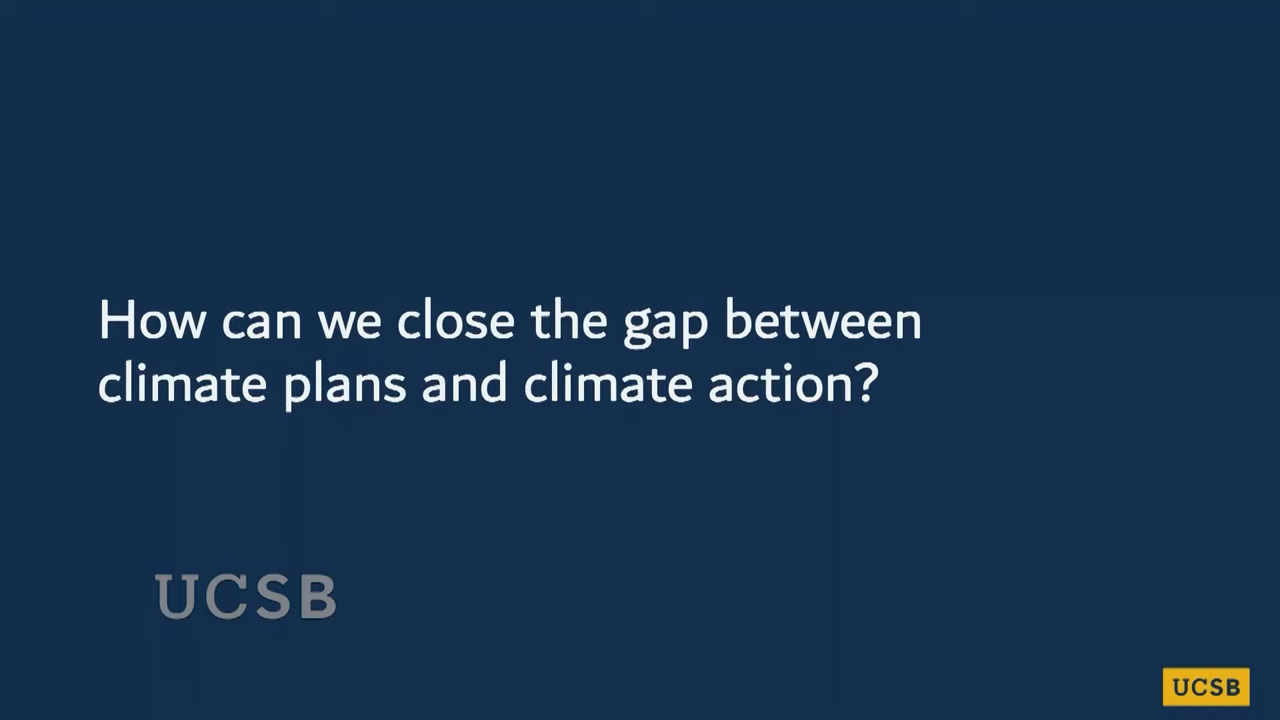 How can we close the gap between
climate plans and climate action?
UCSB
UCSB